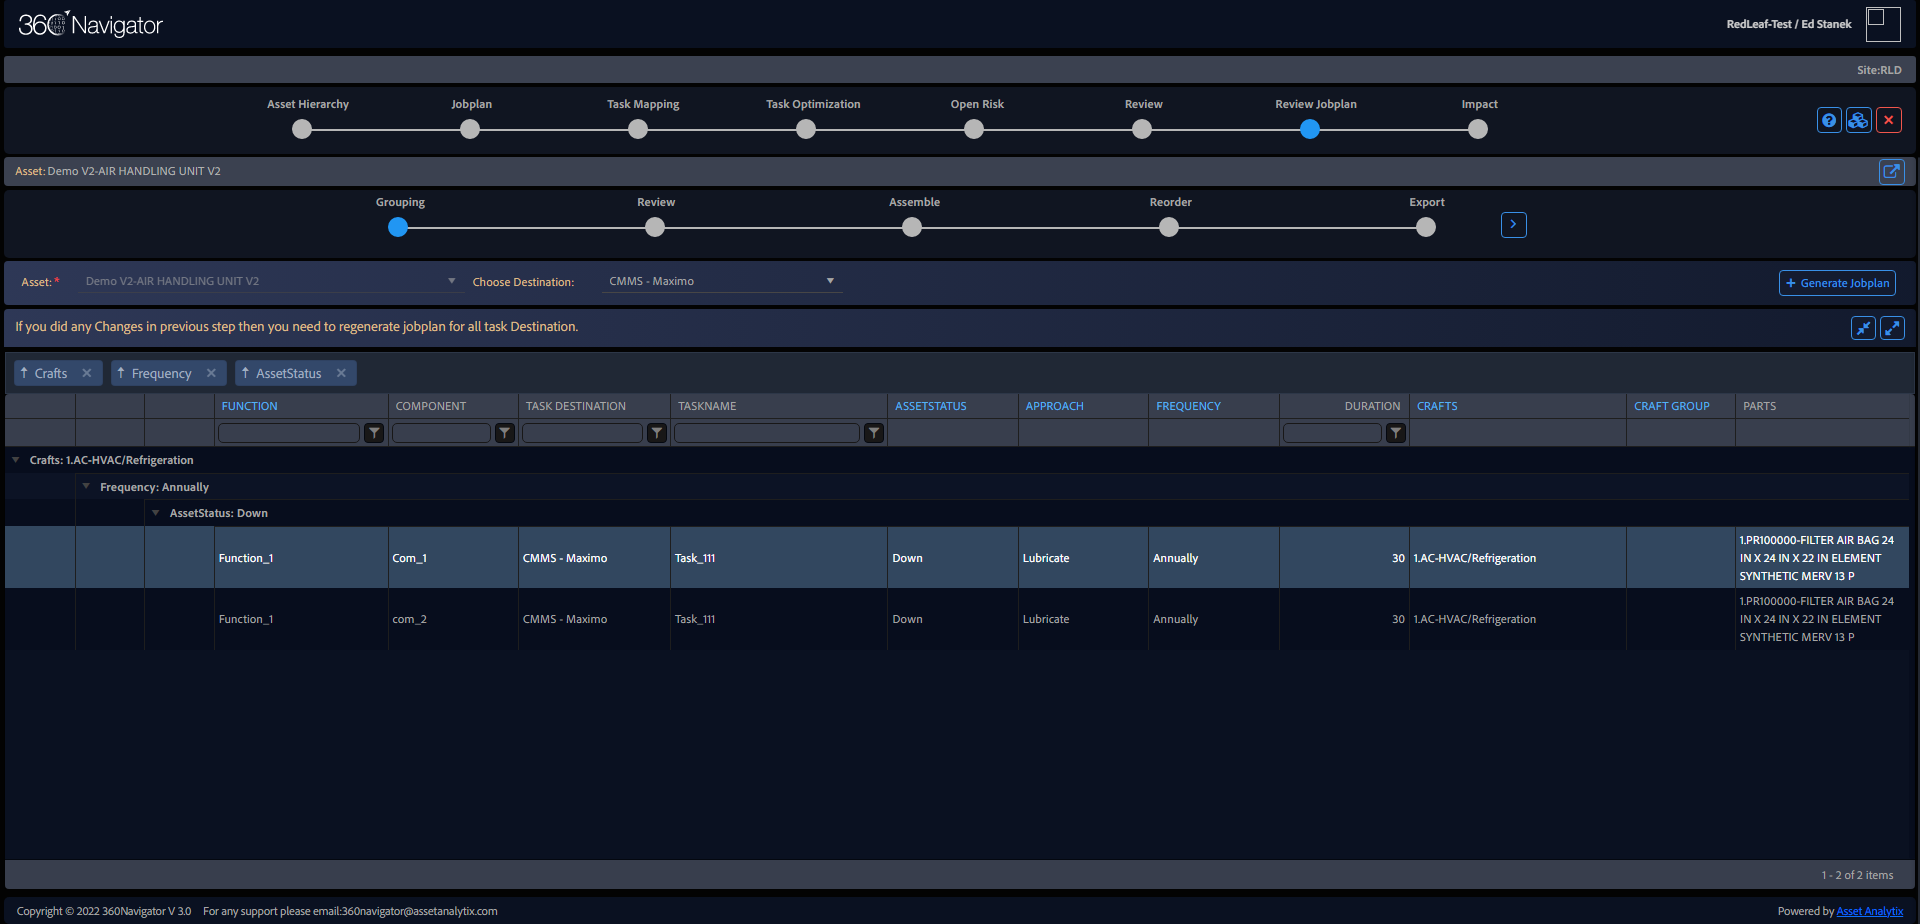 360 Navigator
RedLeaf-Test / Ed Stanek
Site:RLD
Asset Hierarchy Jobplan Task Mapping Task Optimization Open Risk Review Review Jobplan Impact
Asset: Demo V2-AIR HANDLING UNIT V2
Grouping Review Assemble Reorder Export
Asset: * Demo V2-AIR HANDLING UNIT V2 Choose Destination: CMMS - Maximo + Generate Jobplan
If you did any Changes in previous step then you need to regenerate jobplan for all task Destination.
Crafts Frequency AssetStatus
FUNCTION COMPONENT TASK DESTINATION TASKNAME ASSETSTATUS APPROACH FREQUENCY DURATION CRAFTS CRAFT GROUP PARTS
Crafts: 1.AC-HVAC/Refrigeration
Frequency: Annually
AssetStatus: Down
Function_1 Com_1 CMMS - Maximo Task_111 Down Lubricate Annually 30 1.AC-HVAC/Refrigeration 1.PR100000-FILTER AIR BAG 24
IN X 24 IN X 22 IN ELEMENT
SYNTHETIC MERV 13 P
Function_1 com_2 CMMS - Maximo Task_111 Down Lubricate Annually 30 1.AC-HVAC/Refrigeration 1.PR100000-FILTER AIR BAG 24
IN X 24 IN X 22 IN ELEMENT
SYNTHETIC MERV 13 P
1 - 2 of 2 items
Copyright © 2022 360Navigator V 3.0 For any support please email:360navigator@assetanalytix.com Powered by Asset Analytix